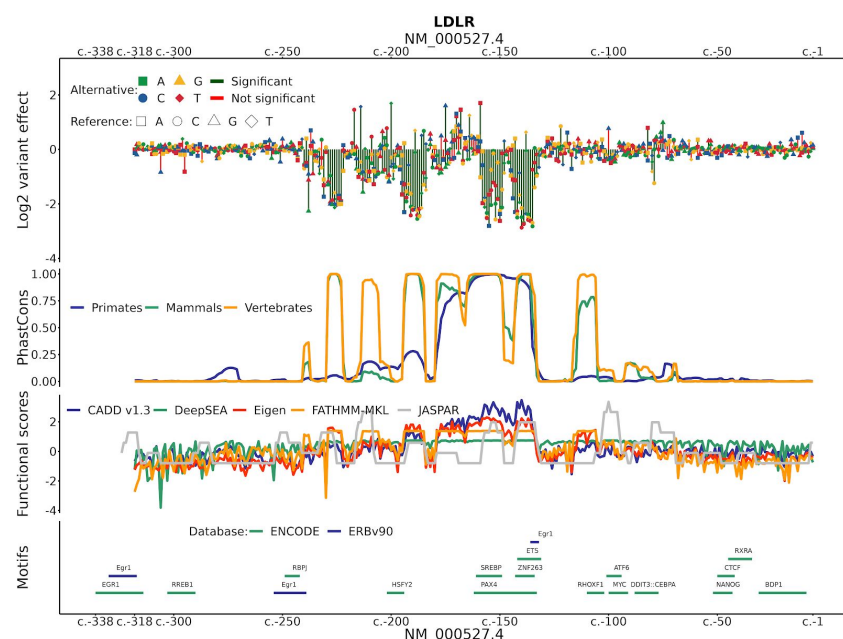 LDLR
NM_000527.4
c.-338 c.-318 c.-300 c.-250 c.-200 c.-150 c.-100 c.-50 c.-1
Log2 variant effect
2
0
-2
-4
Alternative: A G Significant
C T Not significant
Reference: A C G T
PhastCons
1.00
0.75
0.50
0.25
0.00
Primates Mammals Vertebrates
Functional scores
2
0
-2
-4
CADD v1.3 DeepSEA Eigen FATHMM-MKL JASPAR
Motifs
Database: ENCODE ERBv90
Egr1
ETS RXRA
Egr1 RBPJ SREBP ZNF263 ATF6 CTCF
EGR1 RREB1 Egr1 HSFY2 PAX4 RHOXF1 MYC DDIT3::CEBPA NANOG BDP1
c.-338 c.-318 c.-300 c.-250 c.-200 c.-150 c.-100 c.-50 c.-1
NM_000527.4